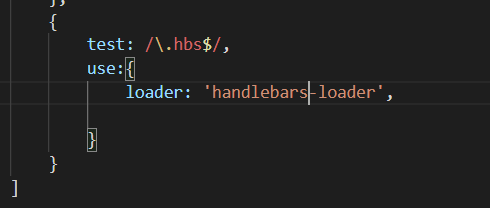 },
{
test: /\.hbs$/,
use:{
loader: 'handlebars-loader',
}
}
]